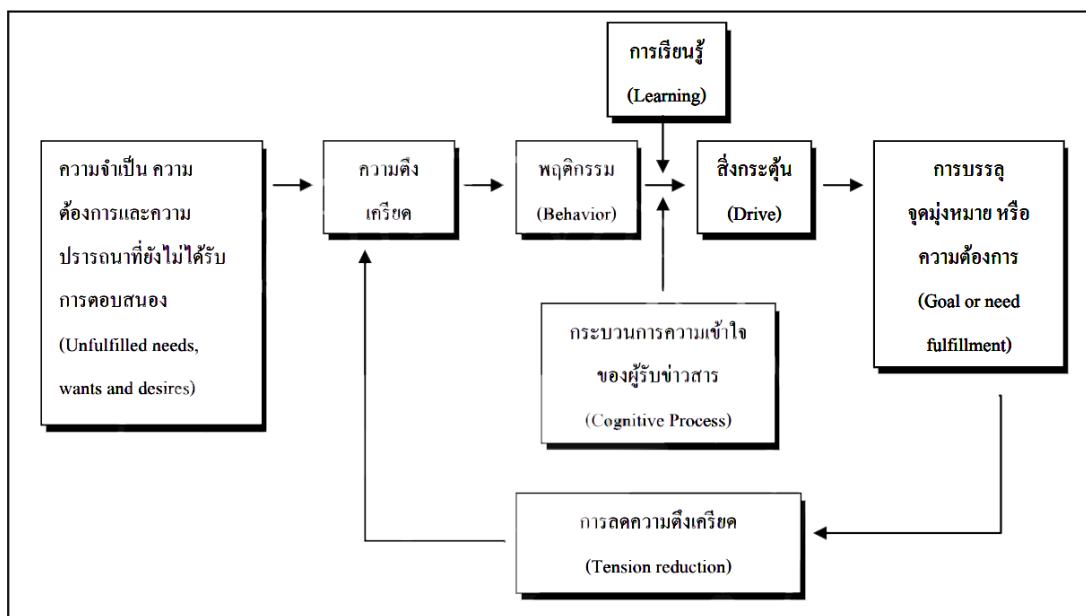 การเรียนรู้
(Learning)
ความจำเป็น ความ
ต้องการและความ
ปรารถนาที่ยังไม่ได้รับ
การตอบสนอง
(Unfulfilled needs,
wants and desires)
ความตึง
เครียด
พฤติกรรม
(Behavior)
สิ่งกระตุ้น
(Drive)
การบรรลุ
จุดมุ่งหมาย หรือ
ความต้องการ
(Goal or need
fulfillment)
กระบวนการความเข้าใจ
ของผู้รับข่าวสาร
(Cognitive Process)
การลดความตึงเครียด
(Tension reduction)